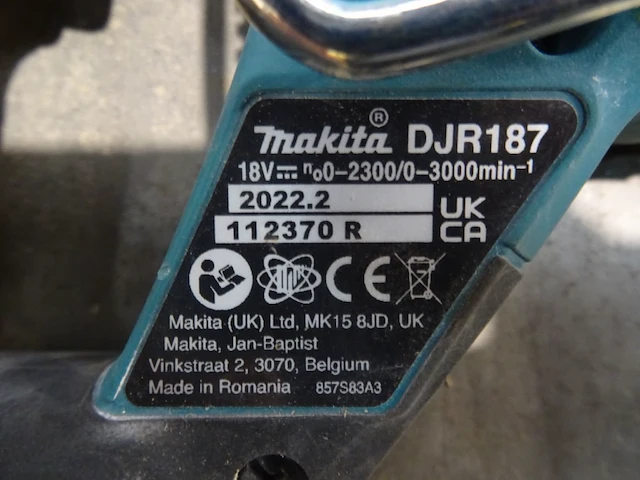 makita® DJR187
18V⎓ n₀0-2300/0-3000min⁻¹
2022.2
112370 R
UK
CA
CE
Makita (UK) Ltd, MK15 8JD, UK
Makita, Jan-Baptist
Vinkstraat 2, 3070, Belgium
Made in Romania 857S83A3